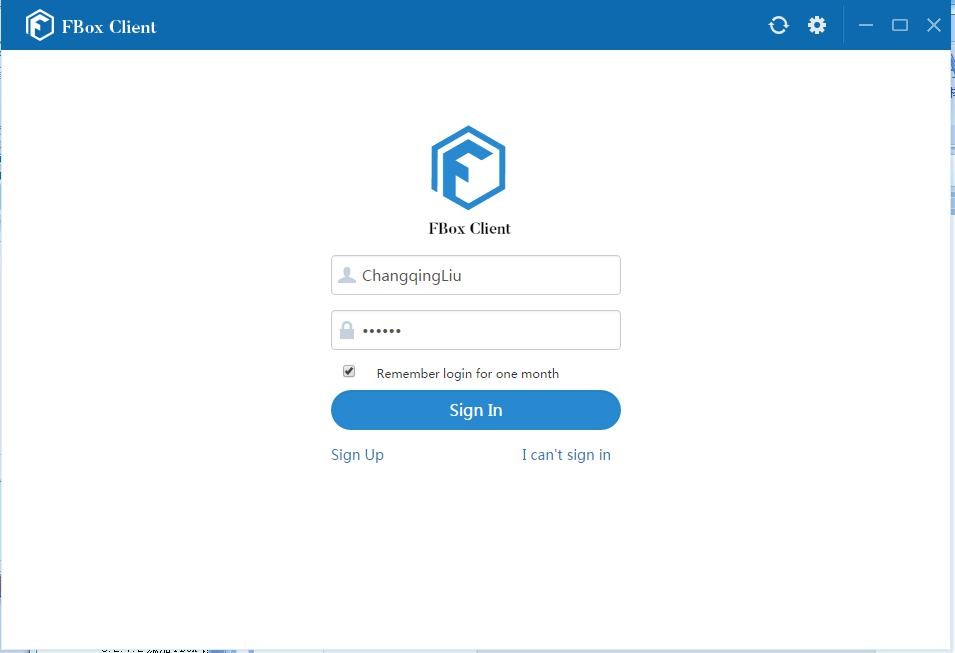 FBox Client
FBox Client
ChangqingLiu
••••••
Remember login for one month
Sign In
Sign Up
I can't sign in